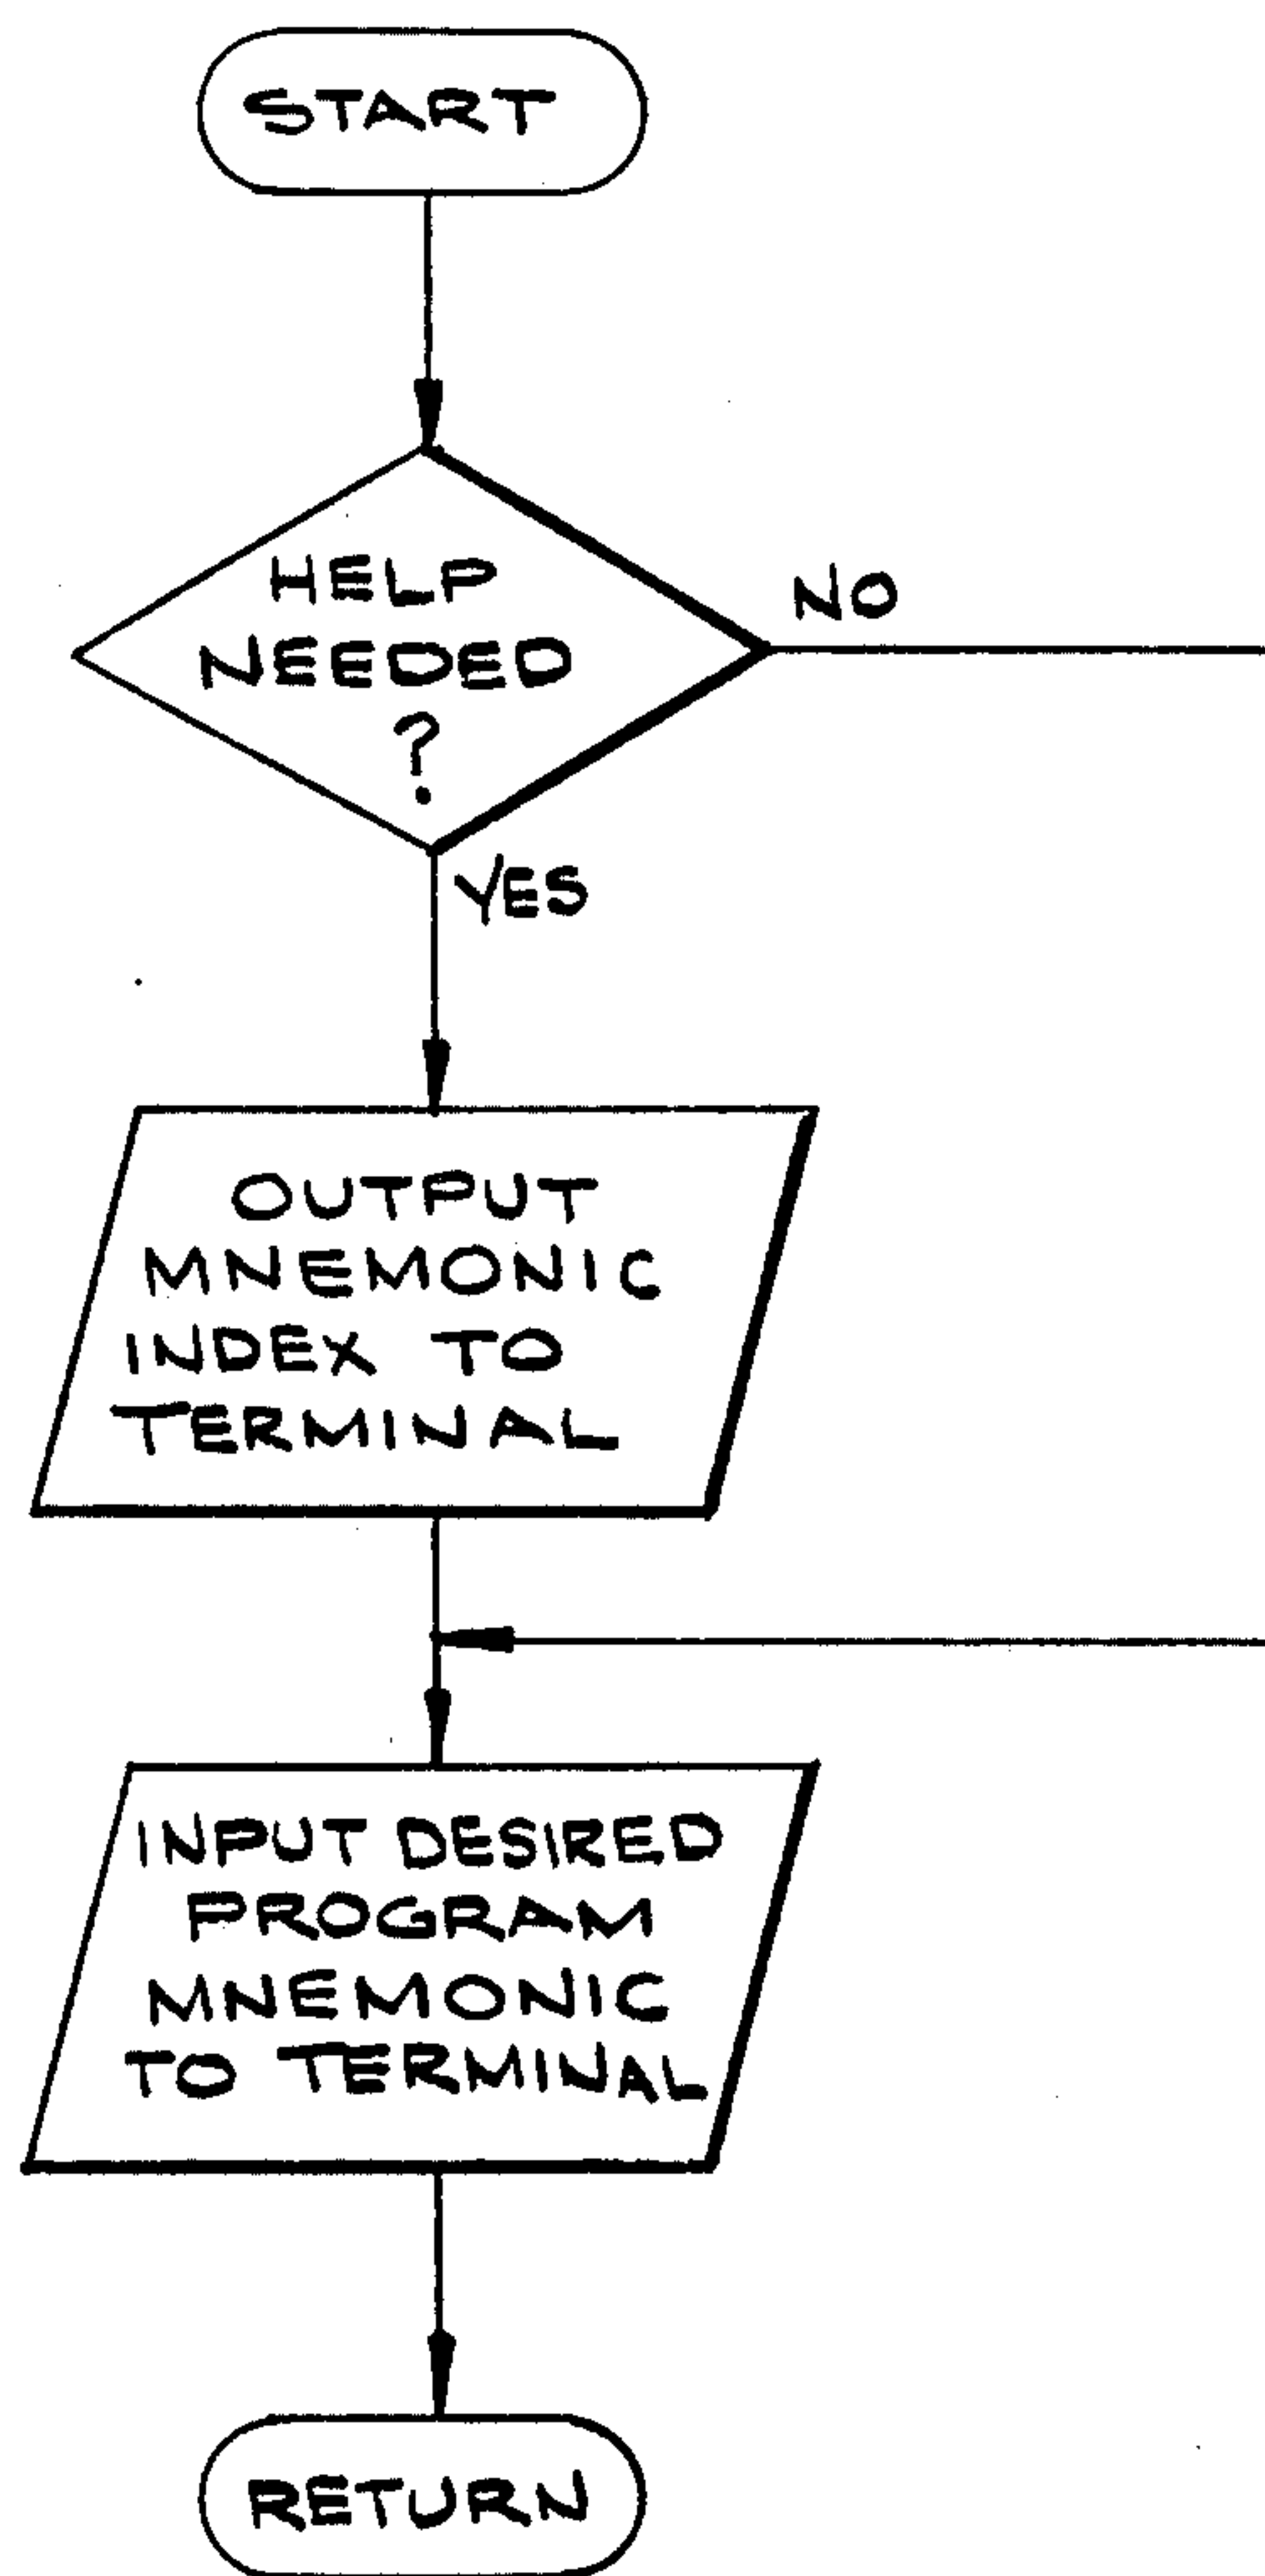 START
HELP
NEEDED
?
NO
YES
OUTPUT
MNEMONIC
INDEX TO
TERMINAL
INPUT DESIRED
PROGRAM
MNEMONIC
TO TERMINAL
RETURN